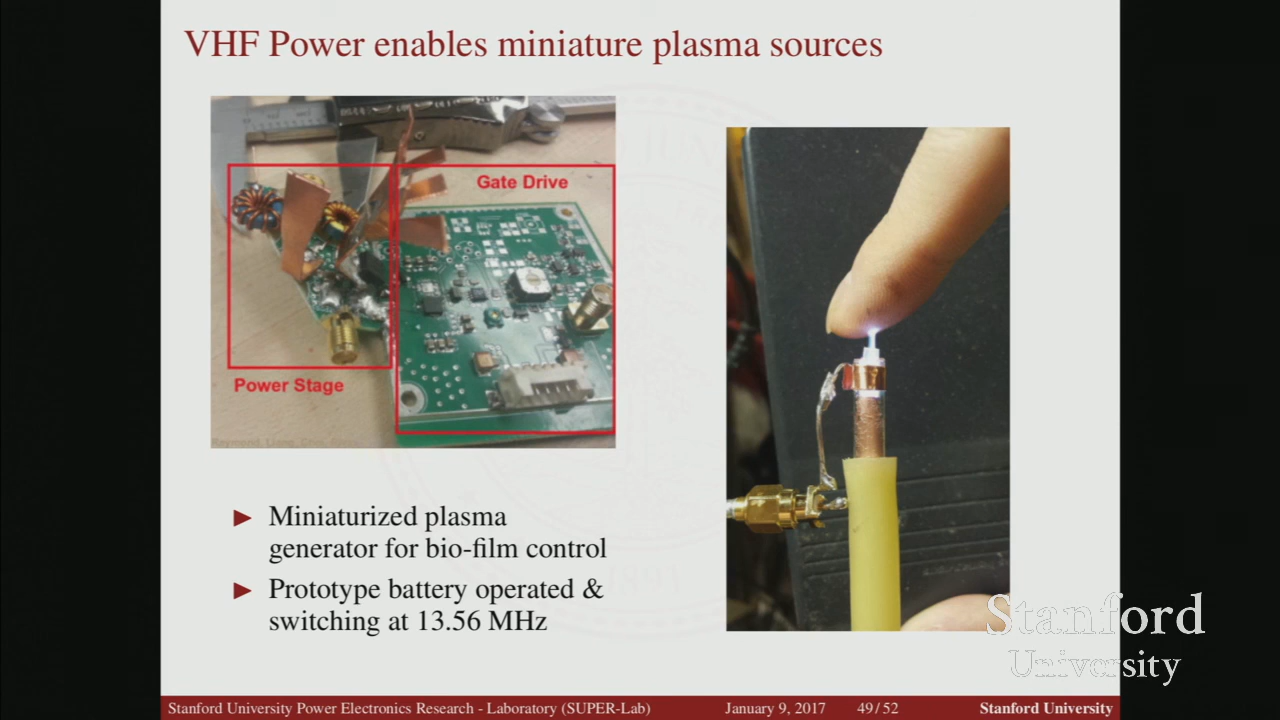 VHF Power enables miniature plasma sources
Gate Drive
Power Stage
▶ Miniaturized plasma
generator for bio-film control
▶ Prototype battery operated &
switching at 13.56 MHz
Stanford
University
Stanford University Power Electronics Research - Laboratory (SUPER-Lab) January 9, 2017 49 / 52 Stanford University